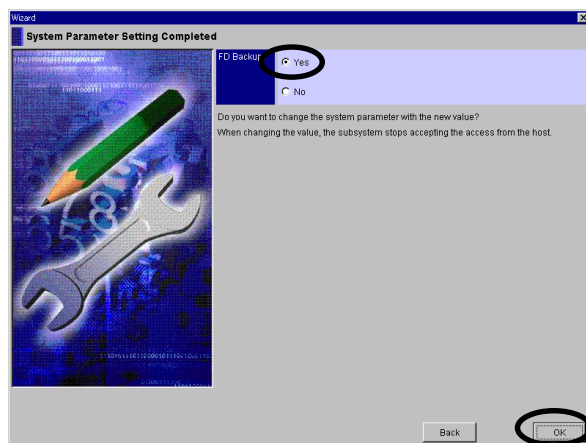 Wizard
System Parameter Setting Completed
FD Backup
Yes
No
Do you want to change the system parameter with the new value?
When changing the value, the subsystem stops accepting the access from the host.
Back
OK